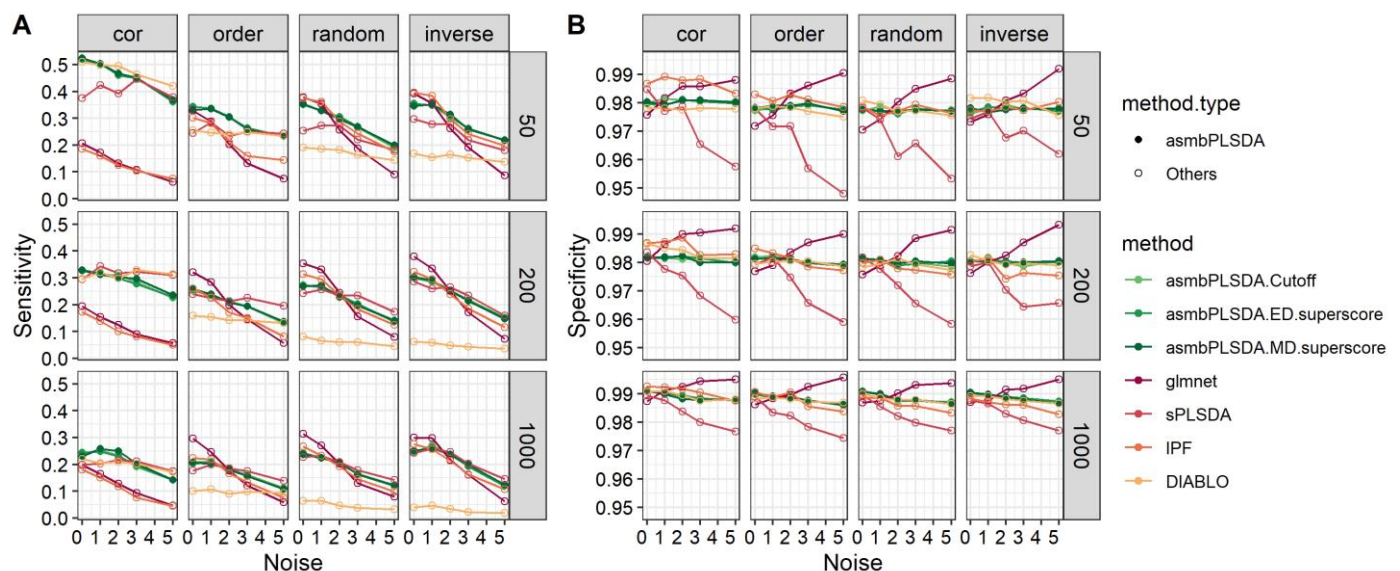 A
cor order random inverse
0.5
0.4
0.3
0.2
0.1
0.0
50
0.5
0.4
0.3
0.2
0.1
0.0
200
0.5
0.4
0.3
0.2
0.1
0.0
1000
Sensitivity
0 1 2 3 4 5 0 1 2 3 4 5 0 1 2 3 4 5 0 1 2 3 4 5
Noise
B
cor order random inverse
0.99
0.98
0.97
0.96
0.95
50
0.99
0.98
0.97
0.96
0.95
200
0.99
0.98
0.97
0.96
0.95
1000
Specificity
0 1 2 3 4 5 0 1 2 3 4 5 0 1 2 3 4 5 0 1 2 3 4 5
Noise
method.type
asmbPLSDA
Others
method
asmbPLSDA.Cutoff
asmbPLSDA.ED.superscore
asmbPLSDA.MD.superscore
glmnet
sPLSDA
IPF
DIABLO